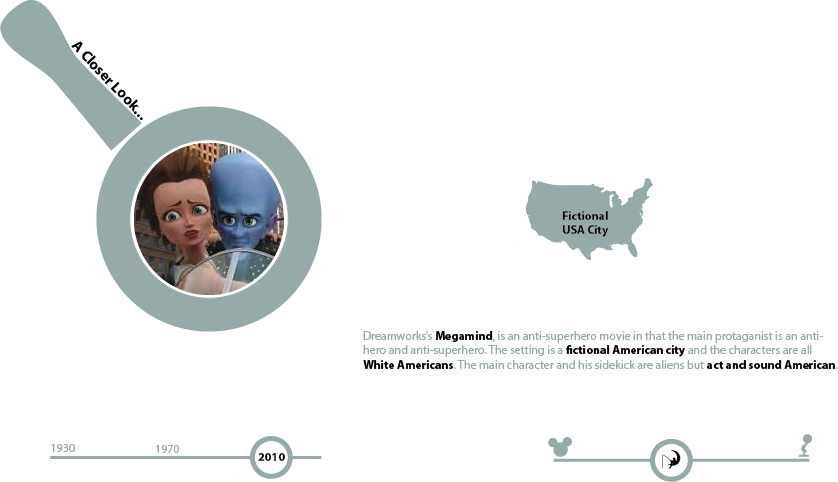 A Closer Look...
Fictional
USA City
Dreamworks's Megamind, is an anti-superhero movie in that the main protaganist is an anti-
hero and anti-superhero. The setting is a fictional American city and the characters are all
White Americans. The main character and his sidekick are aliens but act and sound American.
1930
1970
2010